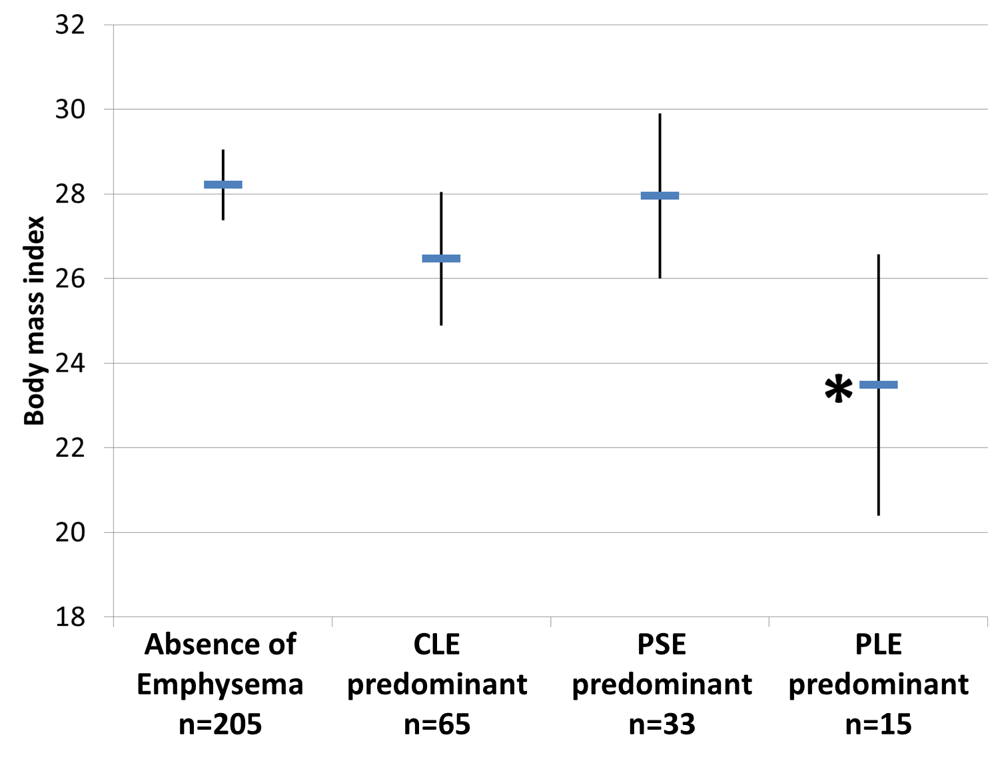 32
30
28
26
24
22
20
18
Body mass index
*
Absence of
Emphysema
n=205
CLE
predominant
n=65
PSE
predominant
n=33
PLE
predominant
n=15